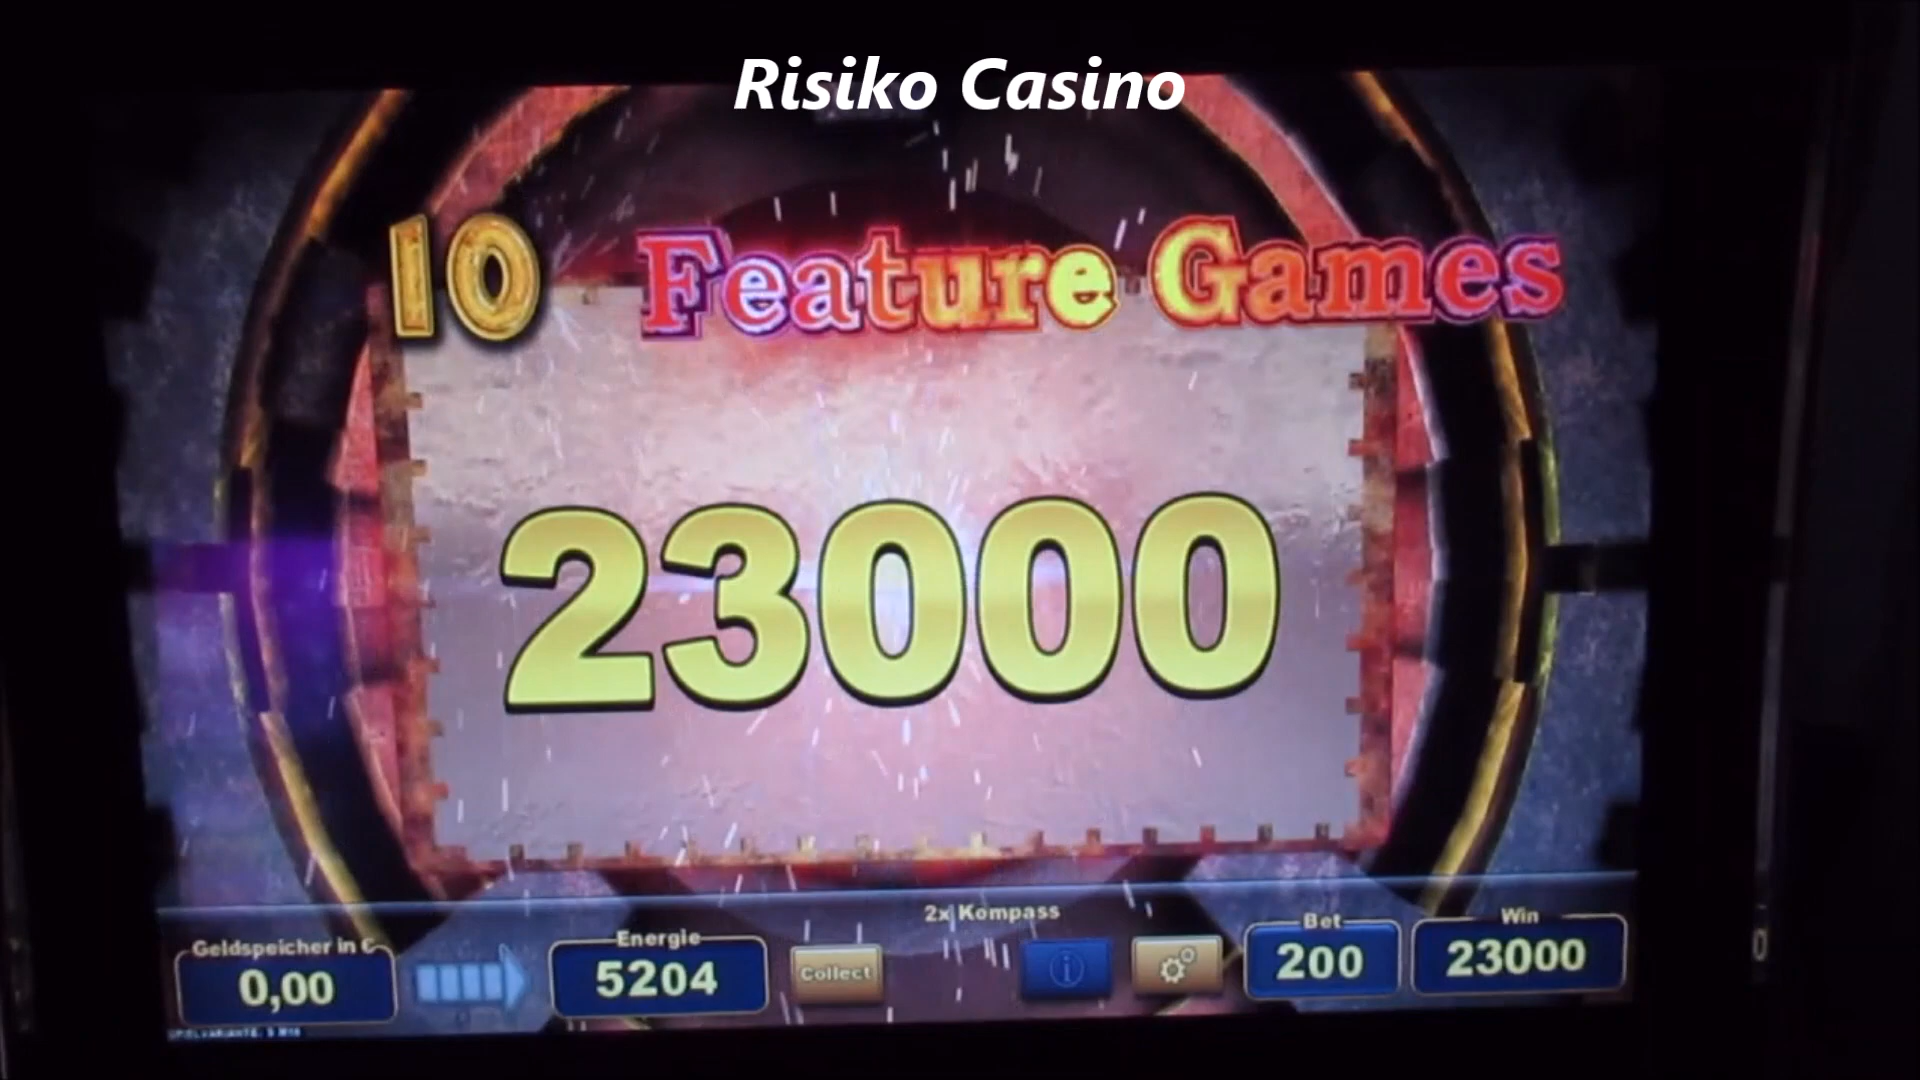 Risiko Casino
10 Feature Games
23000
2x Kompass
Geldspeicher in €
0,00
Energie
5204
Collect
i
Bet
200
Win
23000